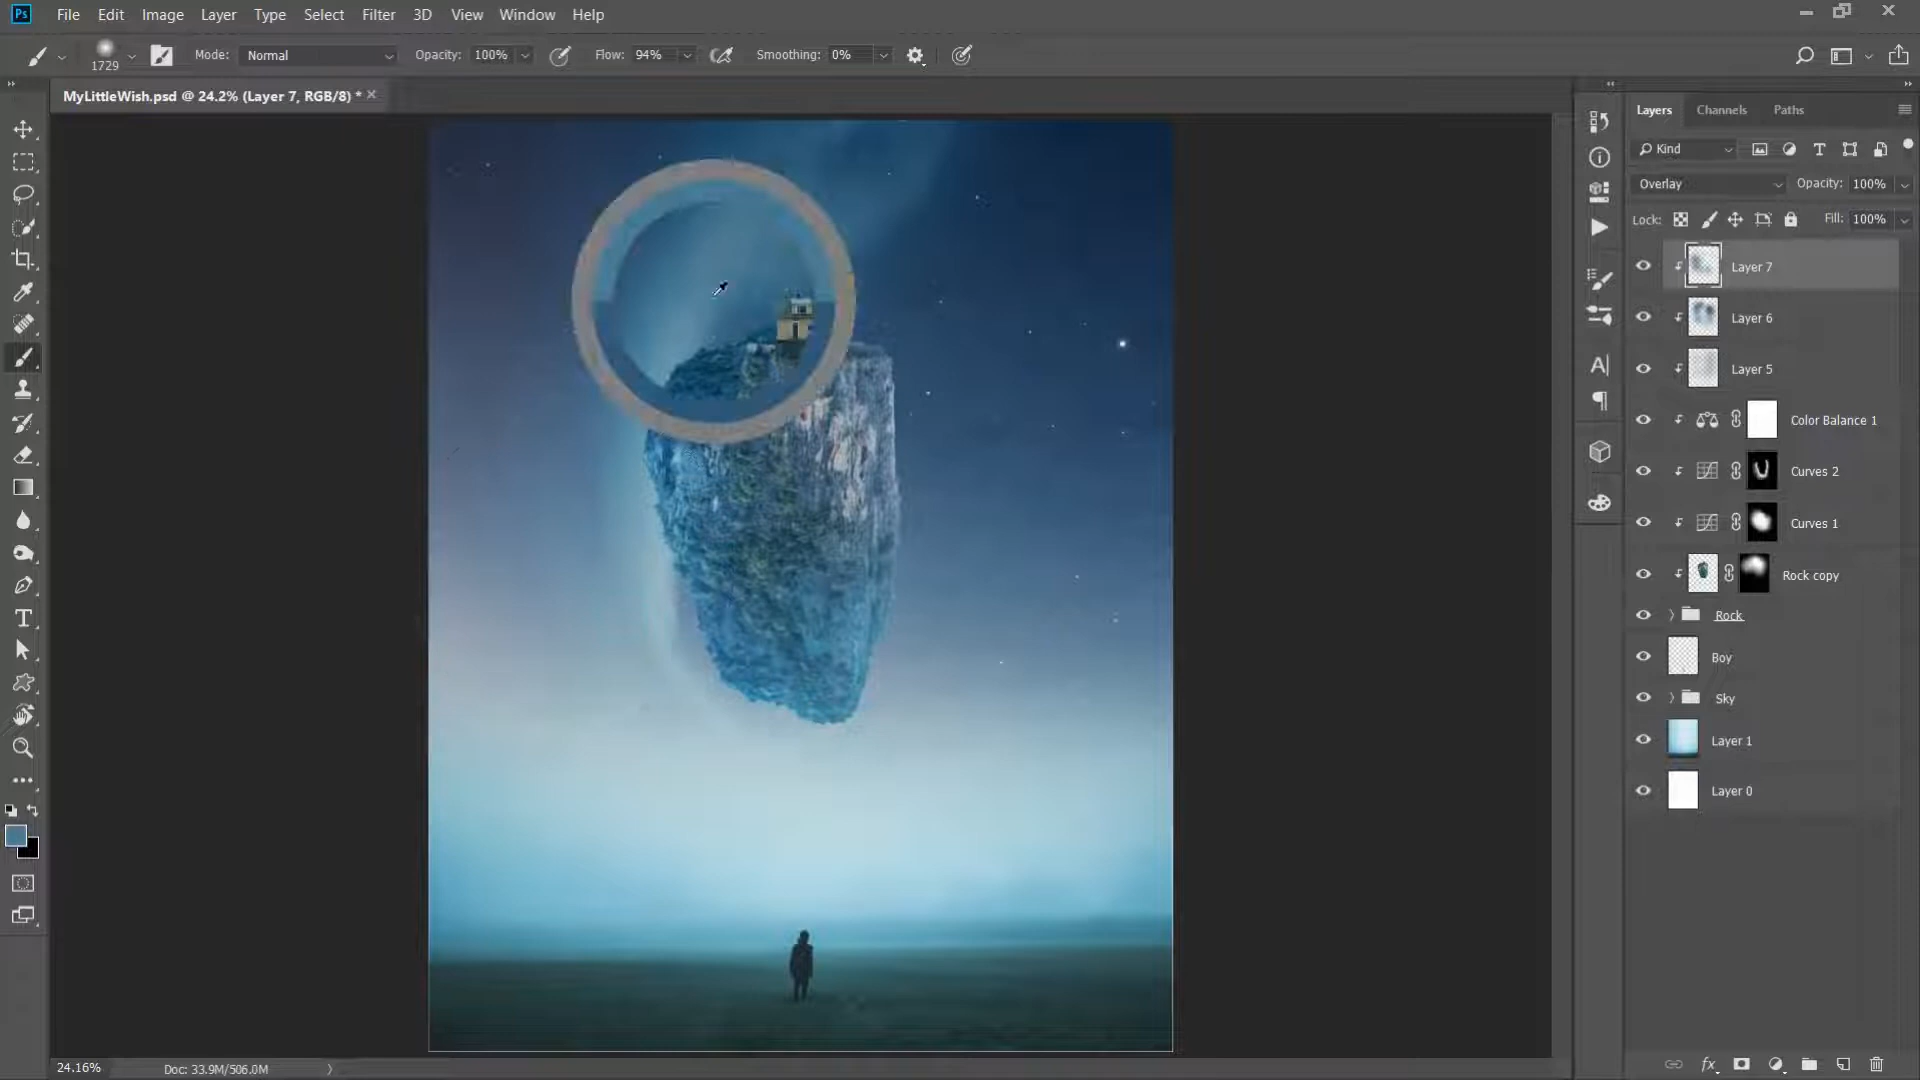 Ps File Edit Image Layer Type Select Filter 3D View Window Help
1729 Mode: Normal Opacity: 100% Flow: 94% Smoothing: 0%
MyLittleWish.psd @ 24.2% (Layer 7, RGB/8) *
Layers Channels Paths
Kind
Overlay Opacity: 100%
Lock: Fill: 100%
Layer 7
Layer 6
Layer 5
Color Balance 1
Curves 2
Curves 1
Rock copy
Rock
Boy
Sky
Layer 1
Layer 0
24.16% Doc: 33.9M/506.0M